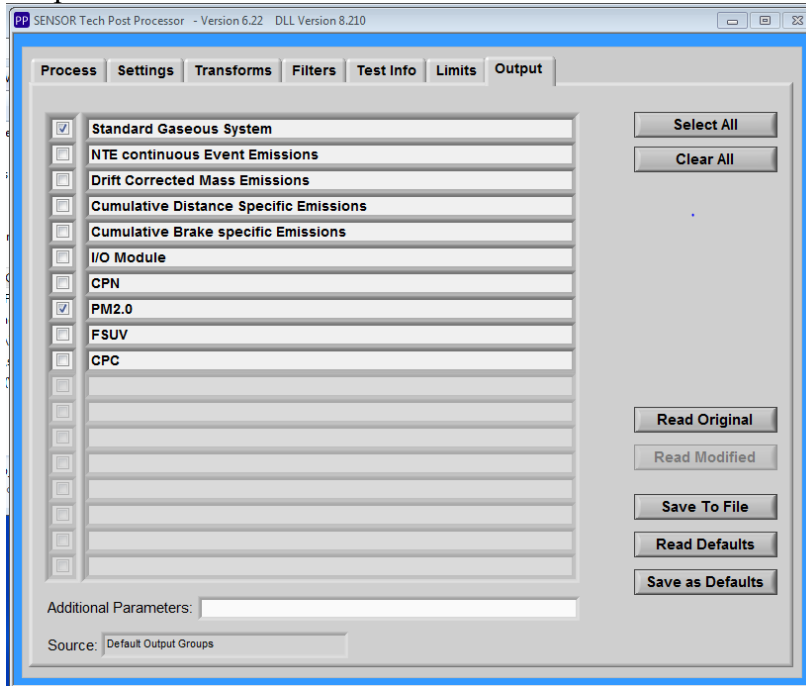 SENSOR Tech Post Processor - Version 6.22 DLL Version 8.210
Process Settings Transforms Filters Test Info Limits Output
Standard Gaseous System
NTE continuous Event Emissions
Drift Corrected Mass Emissions
Cumulative Distance Specific Emissions
Cumulative Brake specific Emissions
I/O Module
CPN
PM2.0
FSUV
CPC
Select All
Clear All
Read Original
Read Modified
Save To File
Read Defaults
Save as Defaults
Additional Parameters:
Source: Default Output Groups